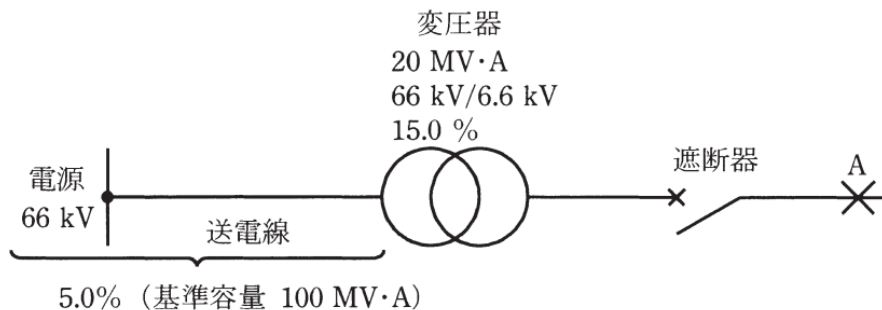 変圧器
20 MV・A
66 kV/6.6 kV
15.0 %
遮断器
A
電源
66 kV
送電線
5.0% (基準容量 100 MV・A)